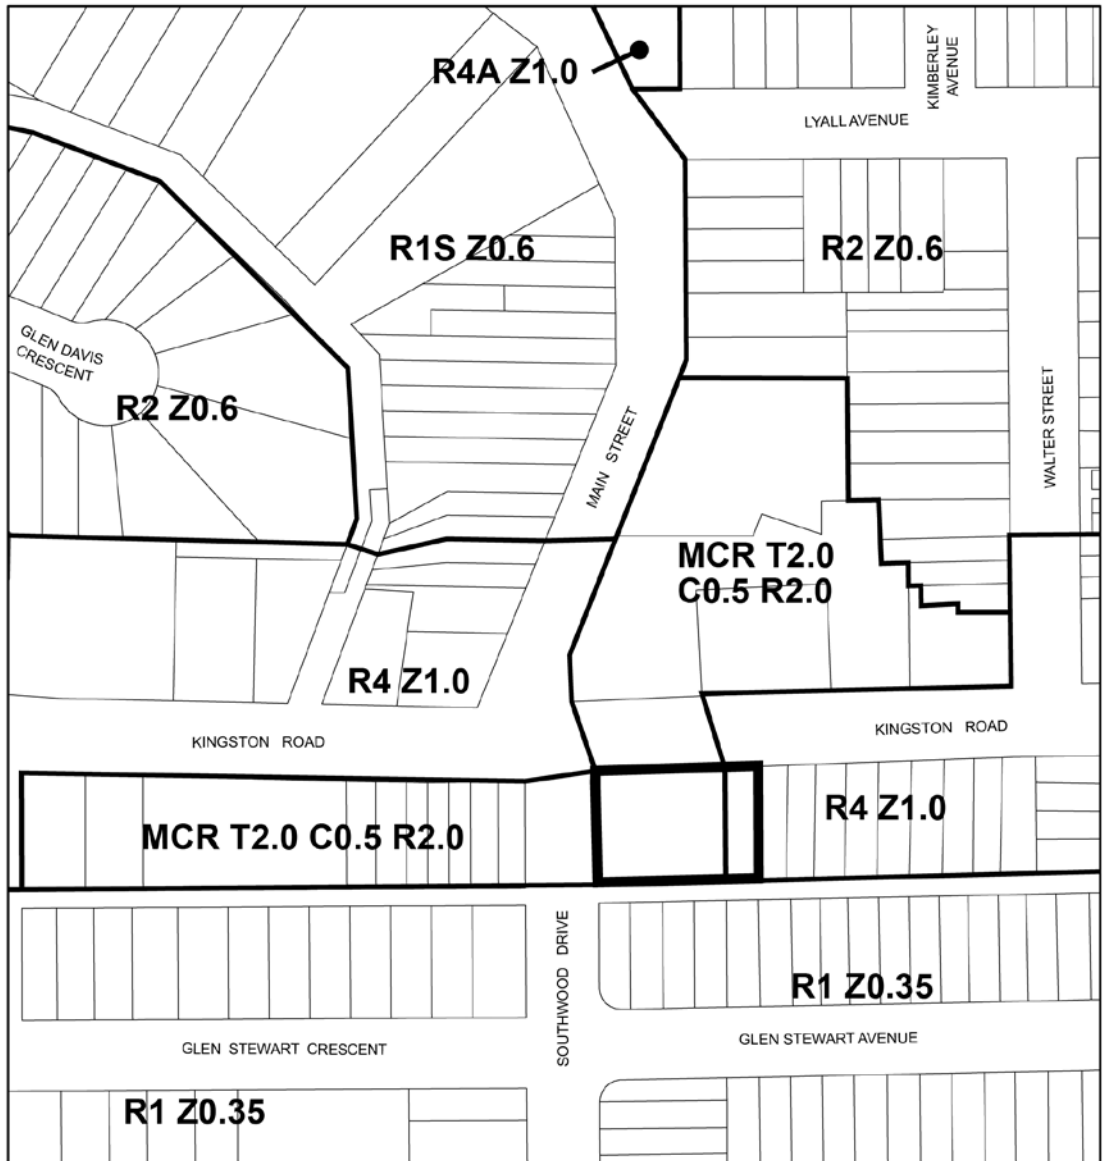 R4A Z1.0
KIMBERLEY
AVENUE
LYALL AVENUE
R1S Z0.6
R2 Z0.6
GLEN DAVIS
CRESCENT
R2 Z0.6
MAIN STREET
WALTER STREET
MCR T2.0
C0.5 R2.0
R4 Z1.0
KINGSTON ROAD
KINGSTON ROAD
MCR T2.0 C0.5 R2.0
R4 Z1.0
SOUTHWOOD DRIVE
R1 Z0.35
GLEN STEWART CRESCENT
GLEN STEWART AVENUE
R1 Z0.35